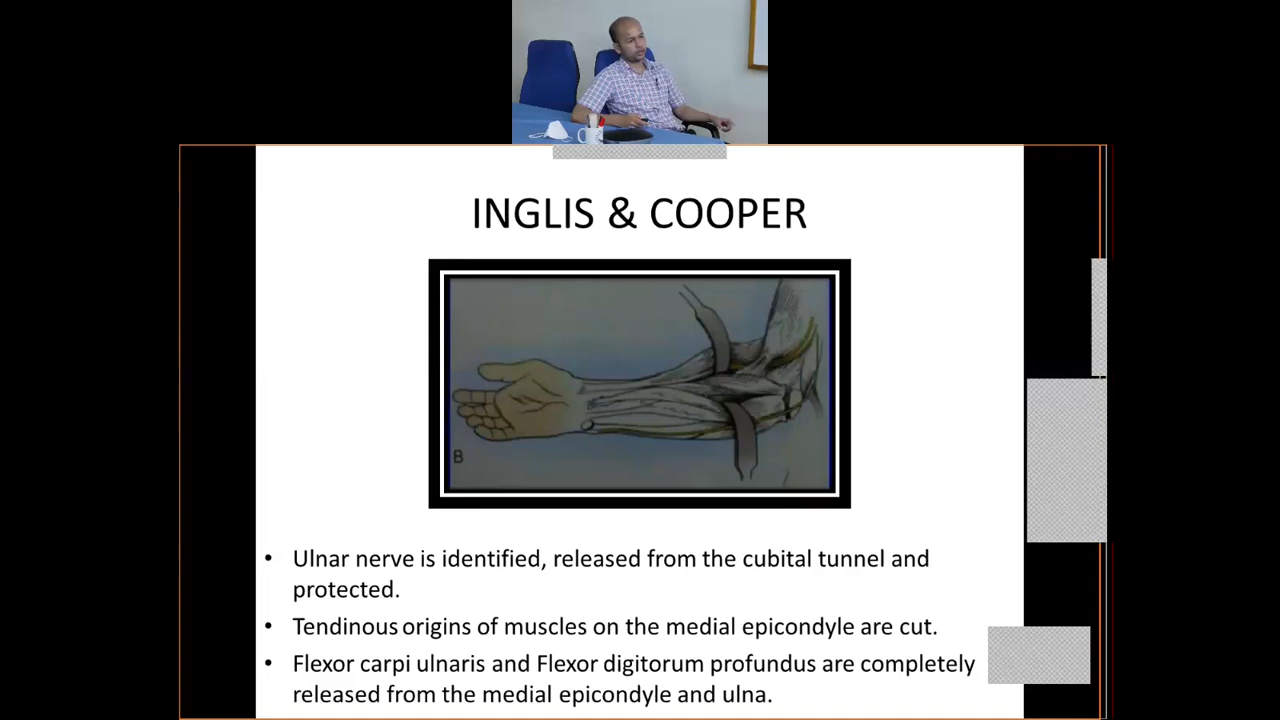 INGLIS & COOPER
B
• Ulnar nerve is identified, released from the cubital tunnel and
protected.
• Tendinous origins of muscles on the medial epicondyle are cut.
• Flexor carpi ulnaris and Flexor digitorum profundus are completely
released from the medial epicondyle and ulna.